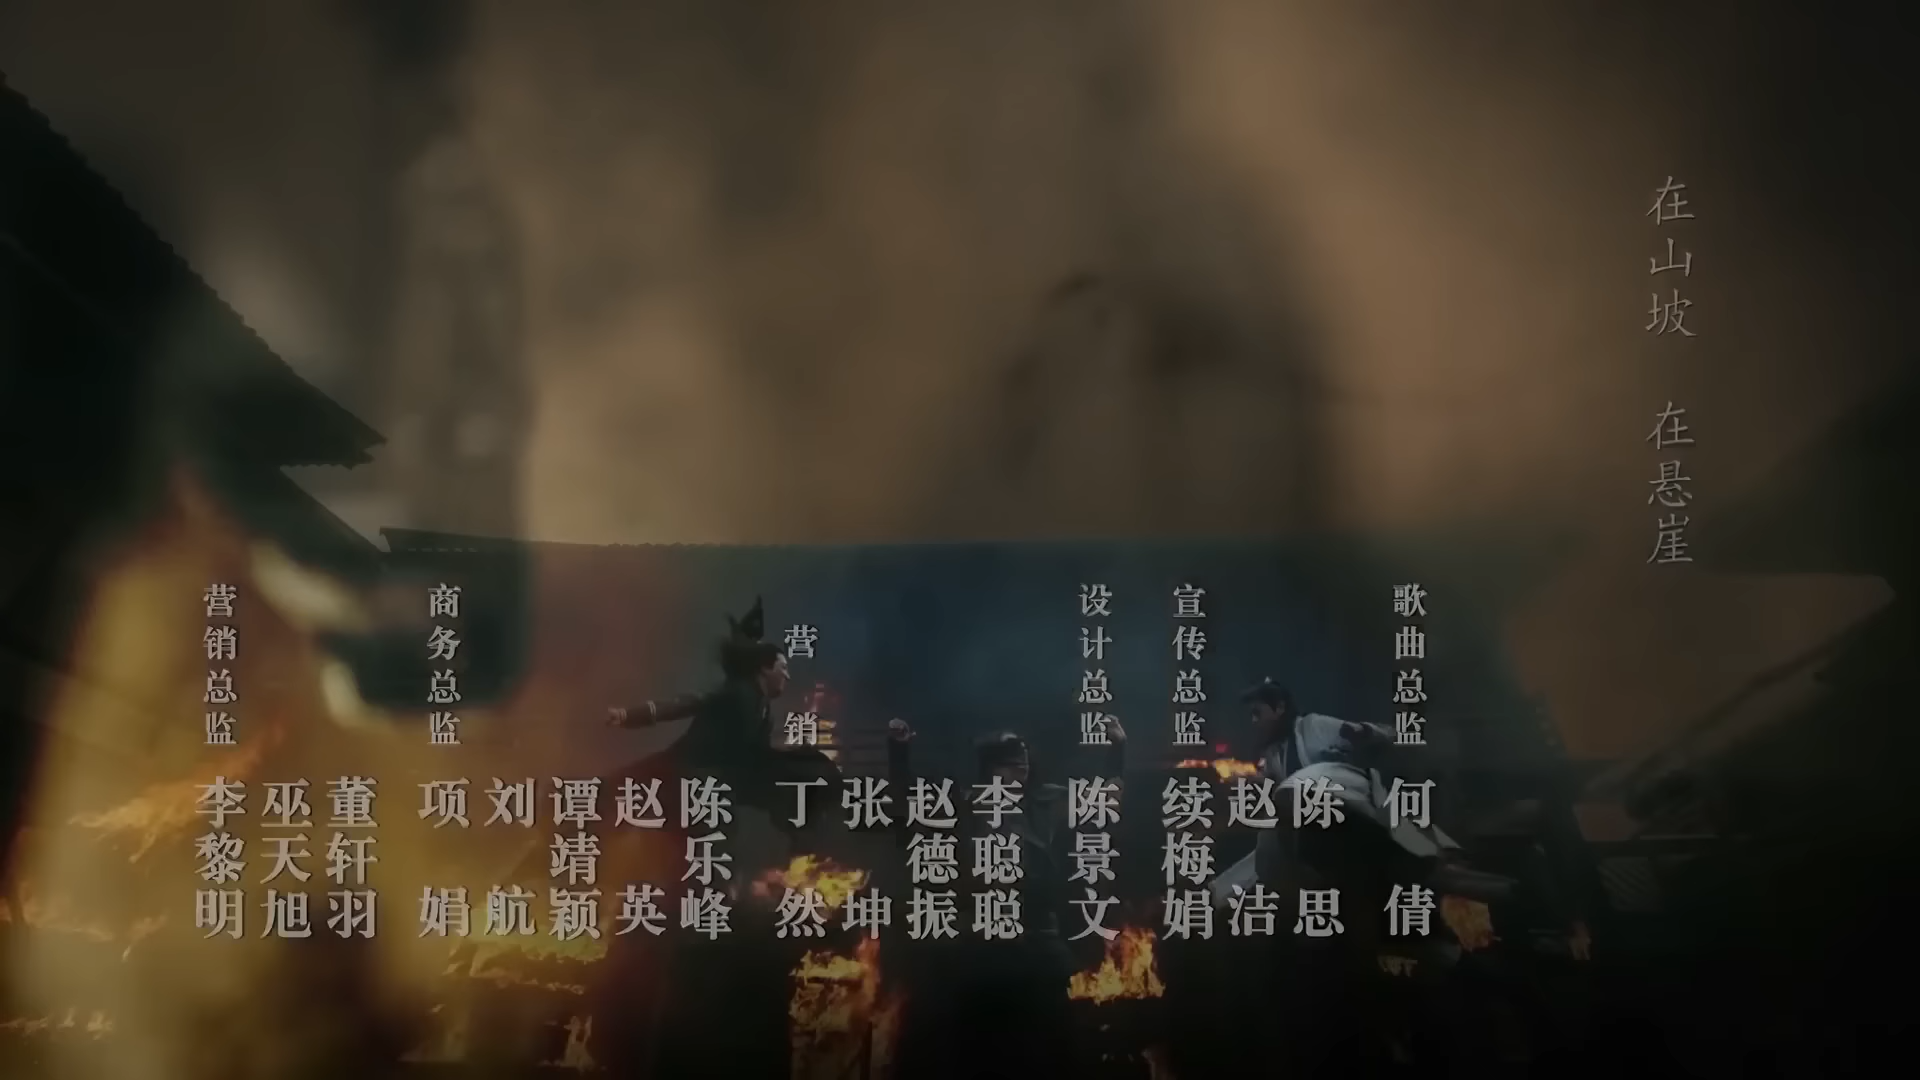 在山坡 在悬崖
歌曲总监
何倩
宣传总监
陈思
赵洁
续梅娟
设计总监
陈景文
营销
李聪聪
赵德振
张坤
丁然
商务总监
陈乐峰
赵英
谭靖颖
刘航
项娟
营销总监
董轩羽
巫天旭
李黎明